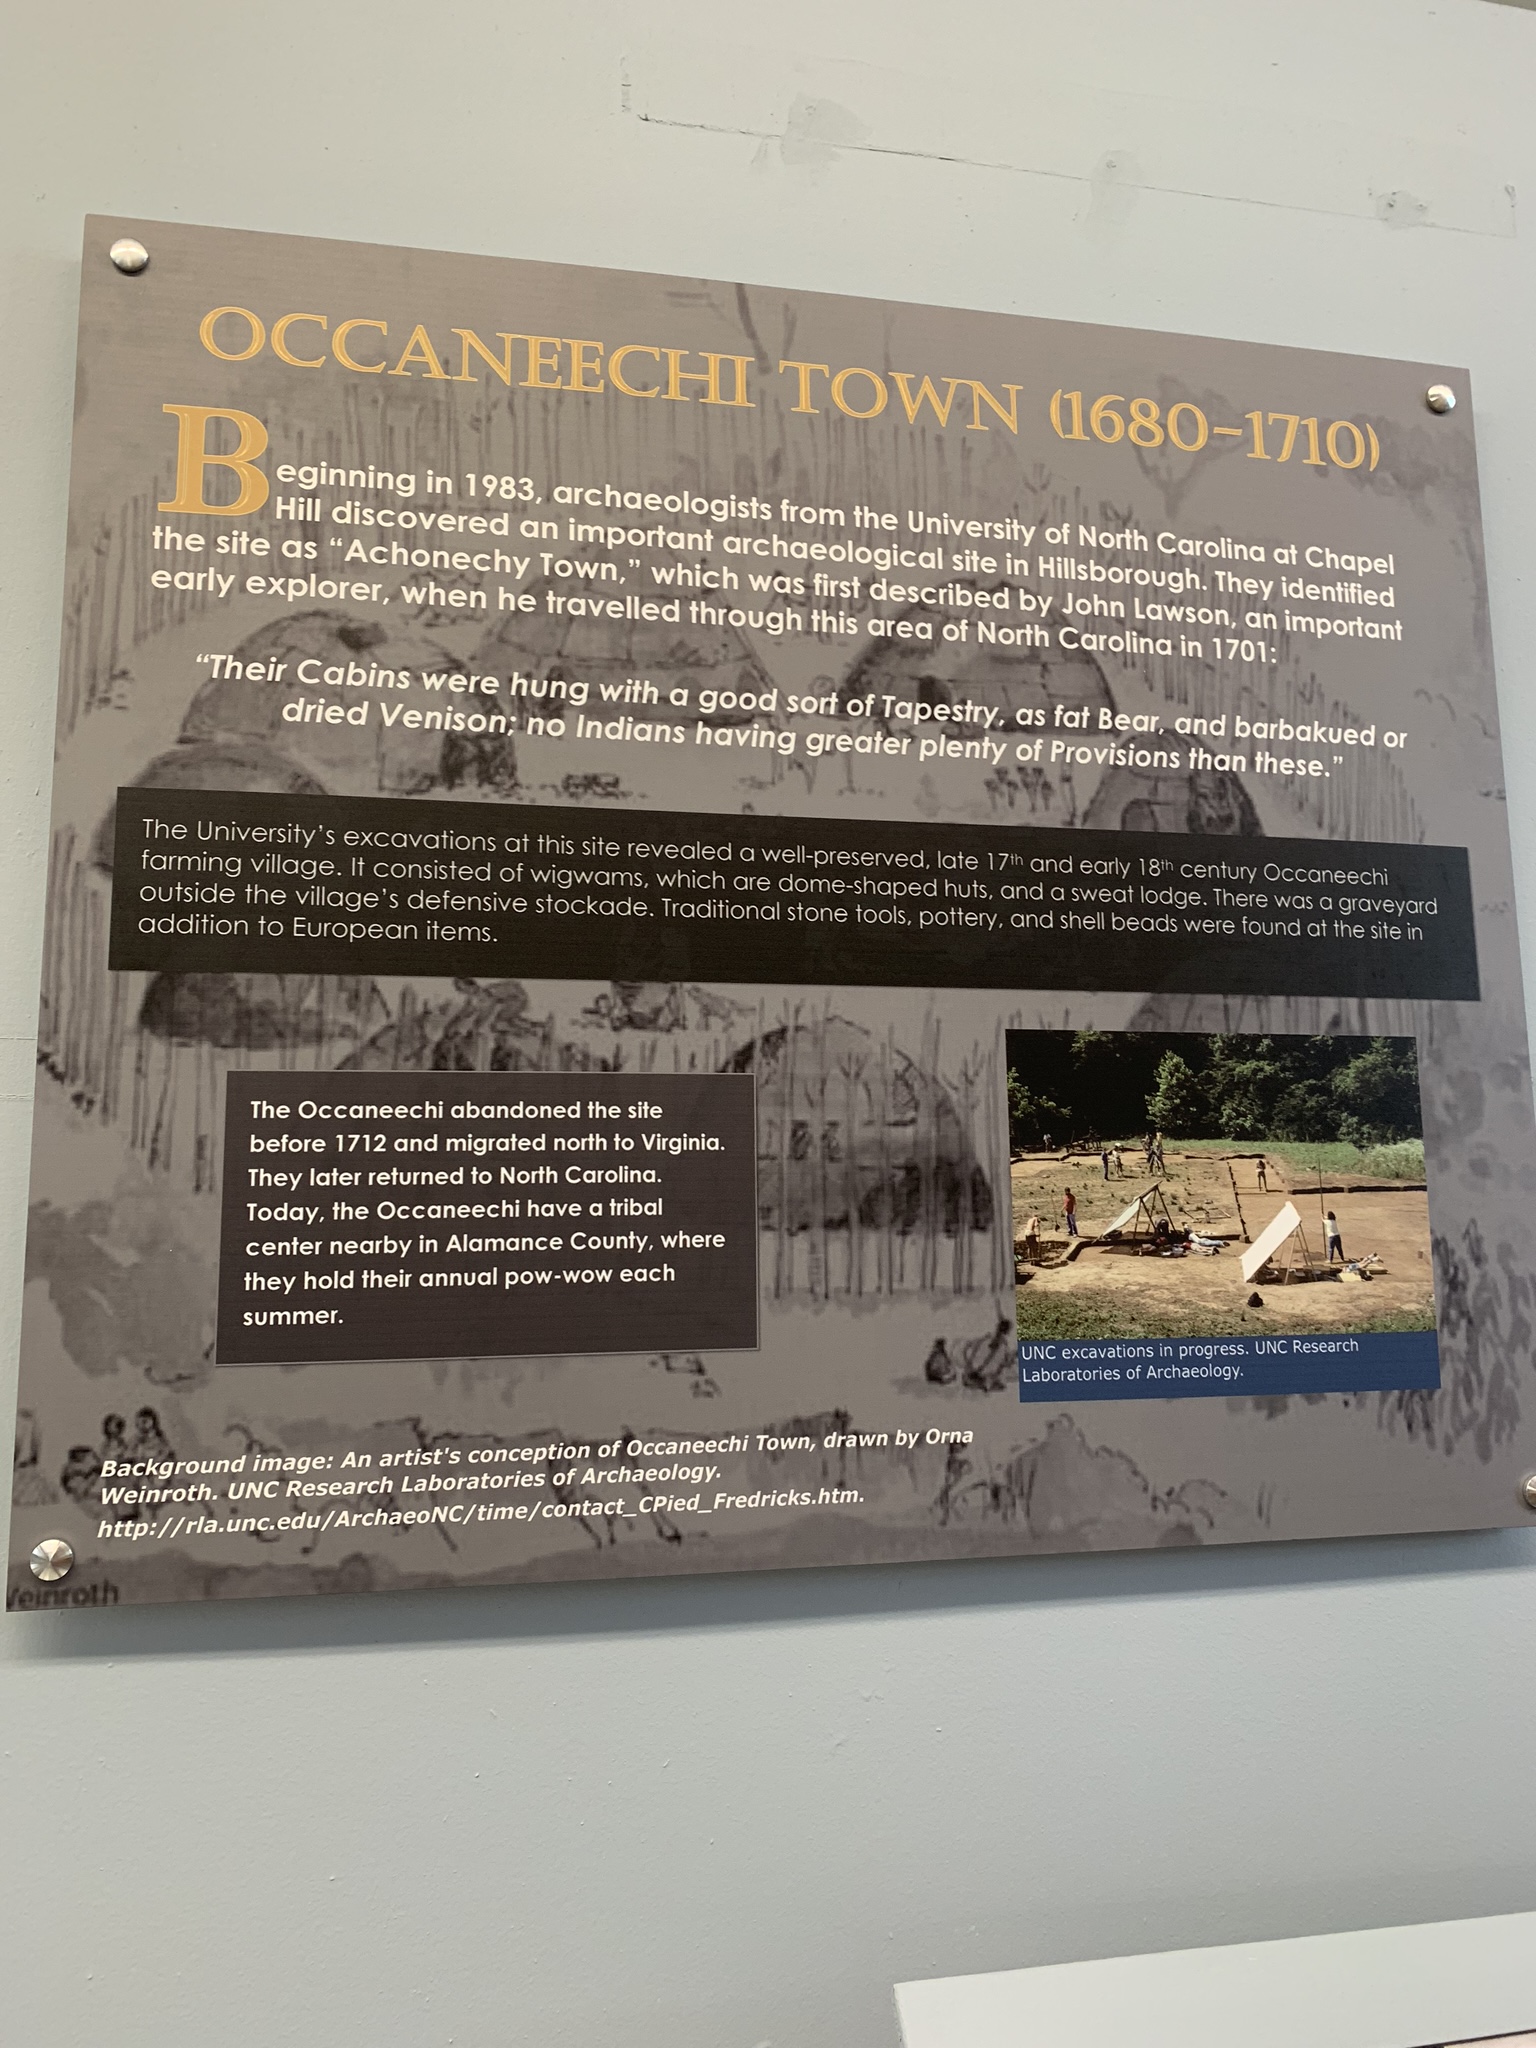 OCCANEECHI TOWN (1680–1710)
Beginning in 1983, archaeologists from the University of North Carolina at Chapel
Hill discovered an important archaeological site in Hillsborough. They identified
the site as “Achonechy Town,” which was first described by John Lawson, an important
early explorer, when he travelled through this area of North Carolina in 1701:
“Their Cabins were hung with a good sort of Tapestry, as fat Bear, and barbakued or
dried Venison; no Indians having greater plenty of Provisions than these.”
The University’s excavations at this site revealed a well-preserved, late 17th and early 18th century Occaneechi
farming village. It consisted of wigwams, which are dome-shaped huts, and a sweat lodge. There was a graveyard
outside the village’s defensive stockade. Traditional stone tools, pottery, and shell beads were found at the site in
addition to European items.
The Occaneechi abandoned the site
before 1712 and migrated north to Virginia.
They later returned to North Carolina.
Today, the Occaneechi have a tribal
center nearby in Alamance County, where
they hold their annual pow-wow each
summer.
UNC excavations in progress. UNC Research
Laboratories of Archaeology.
Background image: An artist's conception of Occaneechi Town, drawn by Orna
Weinroth. UNC Research Laboratories of Archaeology.
http://rla.unc.edu/ArchaeoNC/time/contact_CPied_Fredricks.htm.
Weinroth